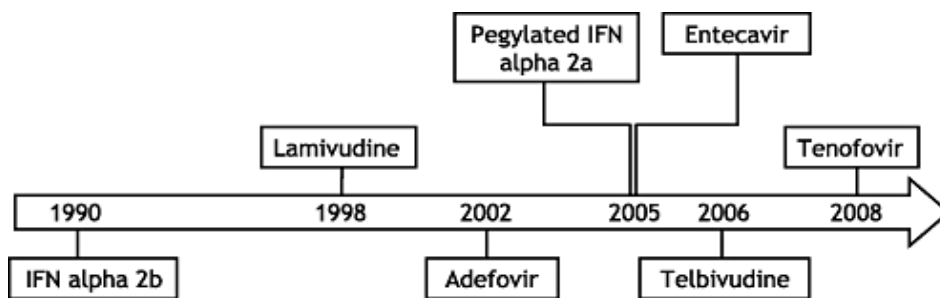 Pegylated IFN
alpha 2a
Entecavir
Lamivudine
Tenofovir
1990
1998
2002
2005
2006
2008
IFN alpha 2b
Adefovir
Telbivudine